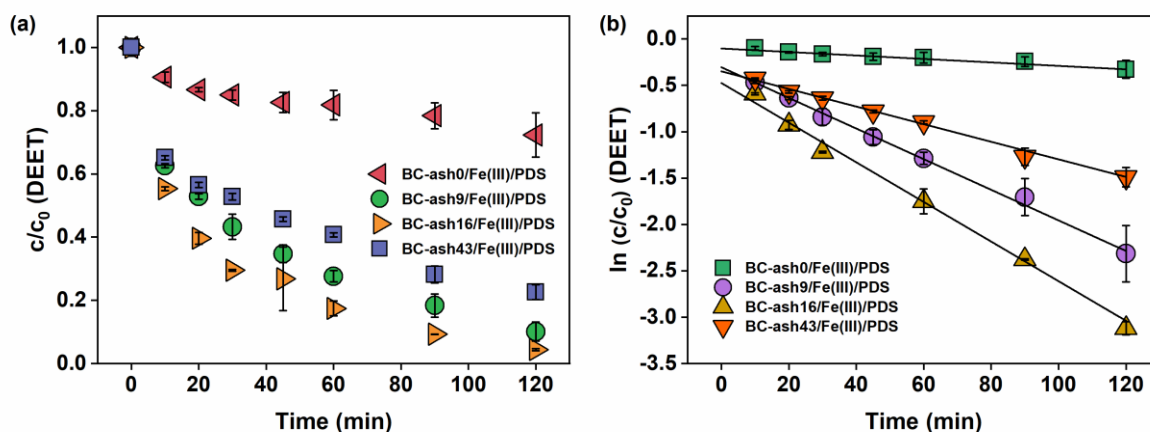 (a)
c/c0 (DEET)
1.0
0.8
0.6
0.4
0.2
0.0
BC-ash0/Fe(III)/PDS
BC-ash9/Fe(III)/PDS
BC-ash16/Fe(III)/PDS
BC-ash43/Fe(III)/PDS
0 20 40 60 80 100 120
Time (min)
(b)
ln (c/c0) (DEET)
0.0
-0.5
-1.0
-1.5
-2.0
-2.5
-3.0
-3.5
BC-ash0/Fe(III)/PDS
BC-ash9/Fe(III)/PDS
BC-ash16/Fe(III)/PDS
BC-ash43/Fe(III)/PDS
0 20 40 60 80 100 120
Time (min)